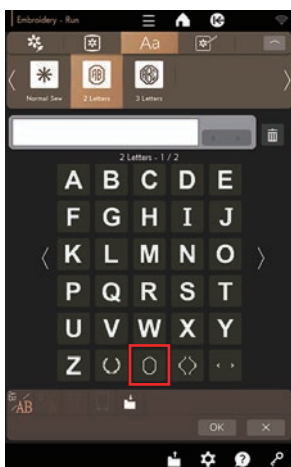 Embroidery - Run
Aa
Normal Sew 2 Letters 3 Letters
2 Letters - 1 / 2
A B C D E
F G H I J
K L M N O
P Q R S T
U V W X Y
Z
AB
OK